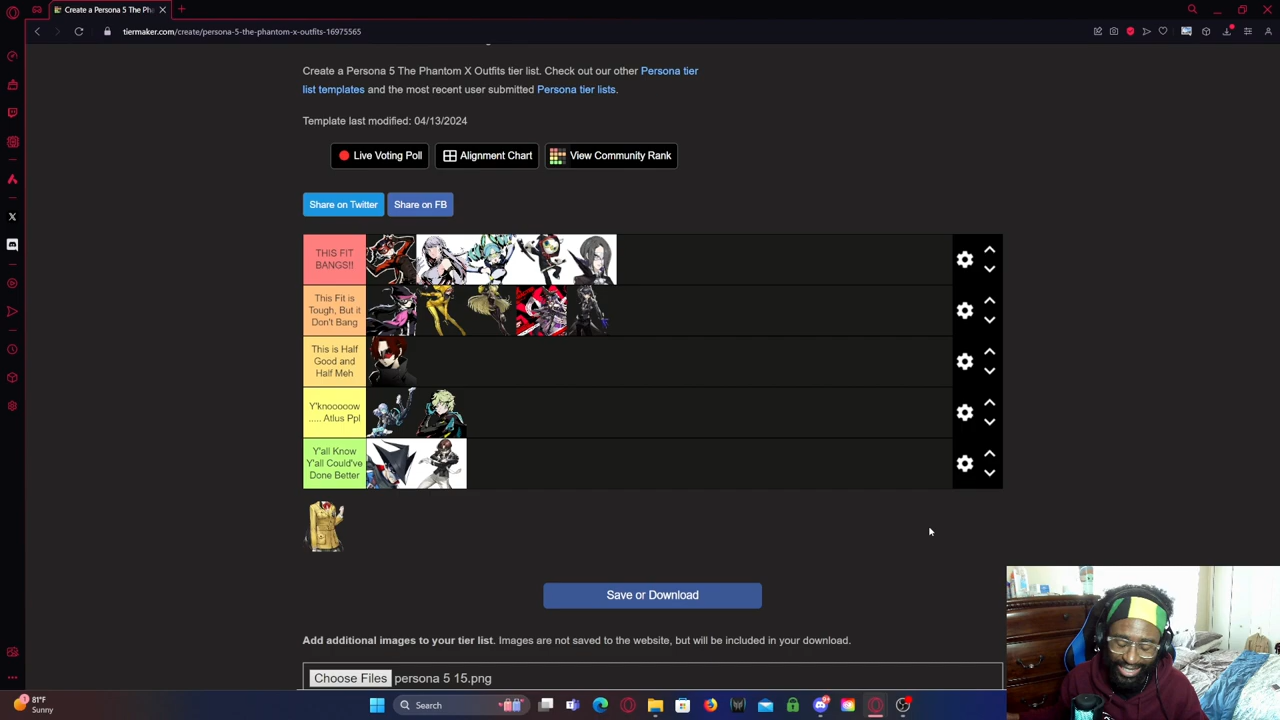 Create a Persona 5 The Ph
tiermaker.com/create/persona-5-the-phantom-x-outfits-16975565
Create a Persona 5 The Phantom X Outfits tier list. Check out our other Persona tier
list templates and the most recent user submitted Persona tier lists.
Template last modified: 04/13/2024
Live Voting Poll
Alignment Chart
View Community Rank
Share on Twitter
Share on FB
THIS FIT
BANGS!!
This Fit is
Tough, But it
Don't Bang
This is Half
Good and
Half Meh
Y'knooooow
..... Atlus Ppl
Y'all Know
Y'all Could've
Done Better
Save or Download
Add additional images to your tier list. Images are not saved to the website, but will be included in your download.
Choose Files persona 5 15.png
1
81°F
Sunny
Search